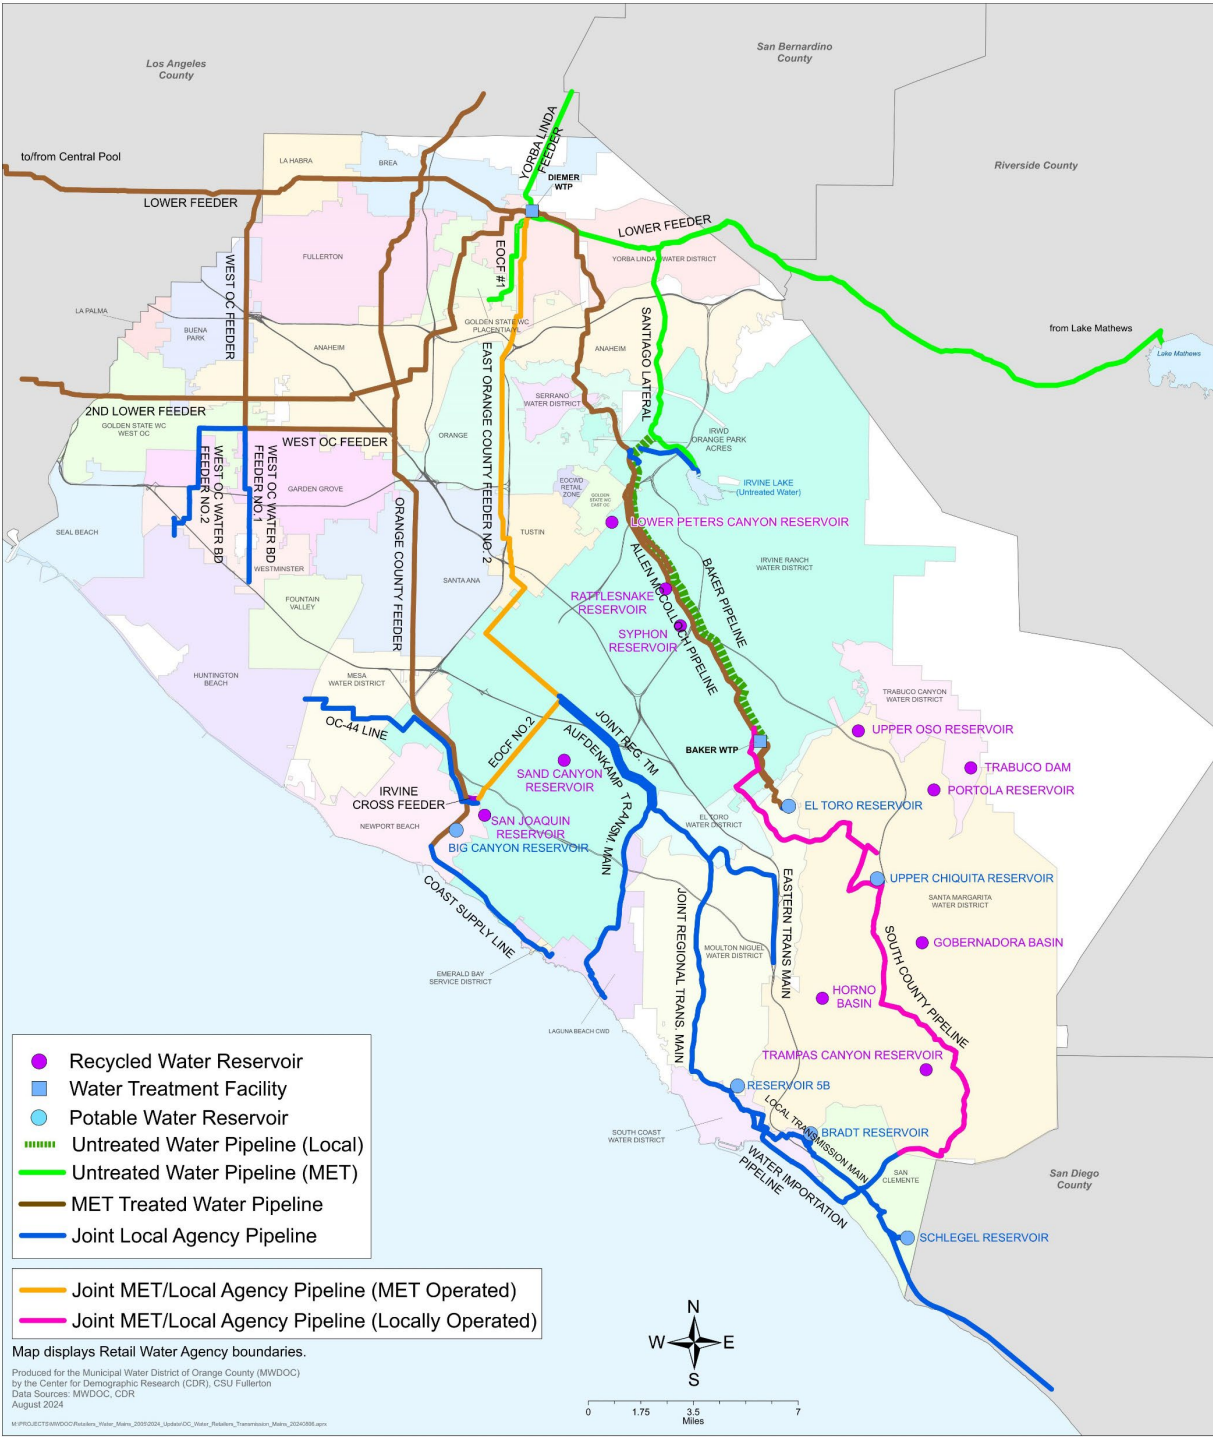 Los Angeles
County
San Bernardino
County
Riverside County
to/from Central Pool
LA HABRA
BREA
YORBA LINDA
FEEDER
DIEMER
WTP
LOWER FEEDER
LOWER FEEDER
FULLERTON
EOCF #1
YORBA LINDA WATER DISTRICT
WEST OC FEEDER
LA PALMA
BUENA
PARK
GOLDEN STATE WC
PLACENTIA/YL
ANAHEIM
ANAHEIM
SANTIAGO LATERAL
from Lake Mathews
Lake Mathews
EAST ORANGE COUNTY FEEDER NO. 2
SERRANO
WATER DISTRICT
2ND LOWER FEEDER
GOLDEN STATE WC
WEST OC
WEST OC FEEDER
ORANGE
IRWD
ORANGE PARK
ACRES
WEST OC WATER BD
FEEDER NO.2
WEST OC WATER BD
FEEDER NO.1
GARDEN GROVE
EOCWD
RETAIL
ZONE
GOLDEN
STATE WC
EAST OC
IRVINE LAKE
(Untreated Water)
SEAL BEACH
ORANGE COUNTY FEEDER
TUSTIN
LOWER PETERS CANYON RESERVOIR
WESTMINSTER
SANTA ANA
ALLEN MCCOLLOCH PIPELINE
BAKER PIPELINE
IRVINE RANCH
WATER DISTRICT
FOUNTAIN
VALLEY
RATTLESNAKE
RESERVOIR
SYPHON
RESERVOIR
HUNTINGTON
BEACH
MESA
WATER DISTRICT
TRABUCO CANYON
WATER DISTRICT
OC-44 LINE
EOCF NO.2
JOINT REG. TM
AUFDENKAMP TRANSM. MAIN
UPPER OSO RESERVOIR
BAKER WTP
TRABUCO DAM
PORTOLA RESERVOIR
SAND CANYON
RESERVOIR
IRVINE
CROSS FEEDER
EL TORO RESERVOIR
NEWPORT BEACH
SAN JOAQUIN
RESERVOIR
EL TORO
WATER DISTRICT
BIG CANYON RESERVOIR
COAST SUPPLY LINE
EASTERN TRANS MAIN
UPPER CHIQUITA RESERVOIR
SANTA MARGARITA
WATER DISTRICT
JOINT REGIONAL TRANS. MAIN
MOULTON NIGUEL
WATER DISTRICT
SOUTH COUNTY PIPELINE
GOBERNADORA BASIN
EMERALD BAY
SERVICE DISTRICT
HORNO
BASIN
LAGUNA BEACH CWD
TRAMPAS CANYON RESERVOIR
RESERVOIR 5B
LOCAL TRANSMISSION MAIN
SOUTH COAST
WATER DISTRICT
BRADT RESERVOIR
WATER IMPORTATION
PIPELINE
SAN
CLEMENTE
San Diego
County
SCHLEGEL RESERVOIR
Recycled Water Reservoir
Water Treatment Facility
Potable Water Reservoir
Untreated Water Pipeline (Local)
Untreated Water Pipeline (MET)
MET Treated Water Pipeline
Joint Local Agency Pipeline
Joint MET/Local Agency Pipeline (MET Operated)
Joint MET/Local Agency Pipeline (Locally Operated)
Map displays Retail Water Agency boundaries.
Produced for the Municipal Water District of Orange County (MWDOC)
by the Center for Demographic Research (CDR), CSU Fullerton
Data Sources: MWDOC, CDR
August 2024
N
W E
S
0 1.75 3.5 7
Miles